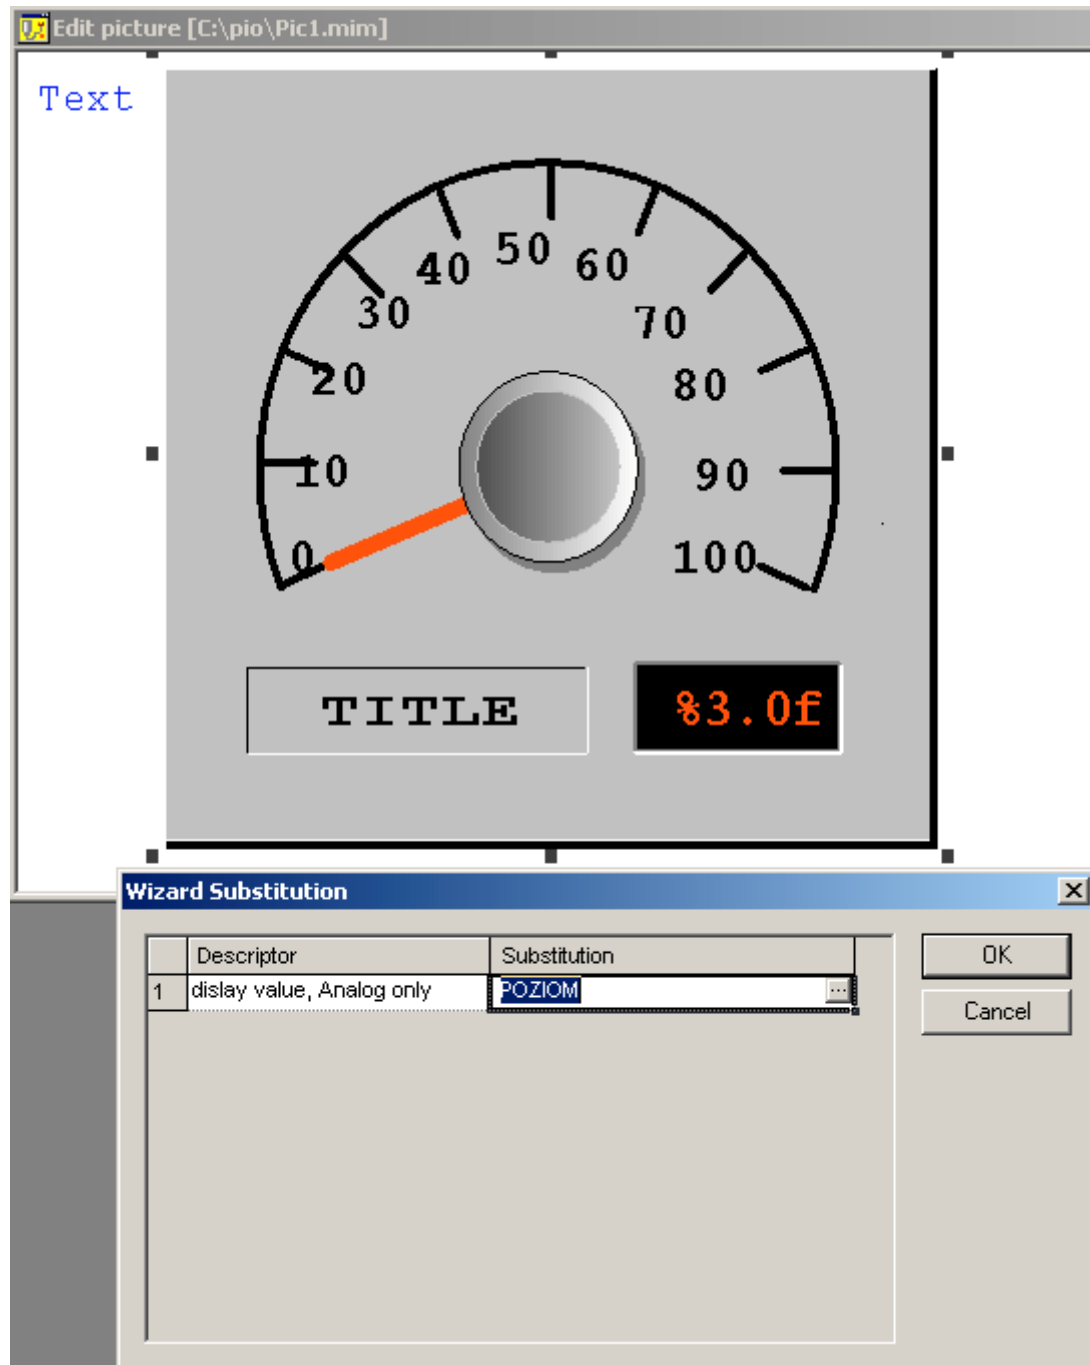 Edit picture [C:\pio\Pic1.mim]
Text
50
40 60
30 70
20 80
10 90
0 100
TITLE %3.0f
Wizard Substitution
Descriptor Substitution OK
1 dislay value, Analog only POZIOM ... Cancel